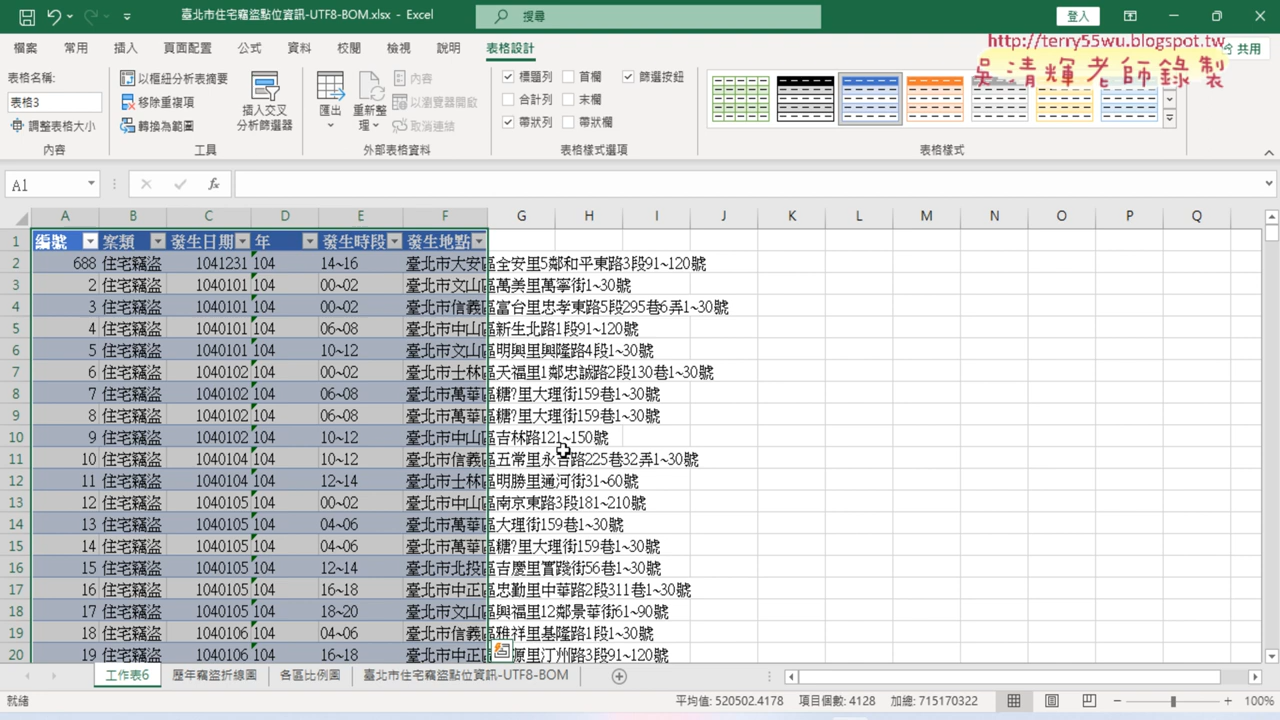 臺北市住宅竊盜點位資訊-UTF8-BOM.xlsx - Excel
搜尋
登入
檔案 常用 插入 頁面配置 公式 資料 校閱 檢視 說明 表格設計
共用
http://terry55wu.blogspot.tw
吳清輝老師錄製
表格名稱:
表格3
調整表格大小
內容
以樞紐分析表摘要
移除重複項
轉換為範圍
插入交叉
分析篩選器
工具
匯出
重新整
理
內容
以瀏覽器開啟
取消連結
外部表格資料
標題列 首欄 篩選按鈕
合計列 末欄
帶狀列 帶狀欄
表格樣式選項
表格樣式
A1
fx
A B C D E F G H I J K L M N O P Q
1 編號 案類 發生日期 年 發生時段 發生地點
2 688 住宅竊盜 1041231 104 14~16 臺北市大安區全安里5鄰和平東路3段91~120號
3 2 住宅竊盜 1040101 104 00~02 臺北市文山區萬美里萬寧街1~30號
4 3 住宅竊盜 1040101 104 00~02 臺北市信義區富台里忠孝東路5段295巷6弄1~30號
5 4 住宅竊盜 1040101 104 06~08 臺北市中山區新生北路1段91~120號
6 5 住宅竊盜 1040101 104 10~12 臺北市文山區明興里興隆路4段1~30號
7 6 住宅竊盜 1040102 104 00~02 臺北市士林區天福里1鄰忠誠路2段130巷1~30號
8 7 住宅竊盜 1040102 104 06~08 臺北市萬華區糖?里大理街159巷1~30號
9 8 住宅竊盜 1040102 104 06~08 臺北市萬華區糖?里大理街159巷1~30號
10 9 住宅竊盜 1040102 104 10~12 臺北市中山區吉林路121~150號
11 10 住宅竊盜 1040104 104 10~12 臺北市信義區五常里永吉路225巷32弄1~30號
12 11 住宅竊盜 1040104 104 12~14 臺北市士林區明勝里通河街31~60號
13 12 住宅竊盜 1040105 104 00~02 臺北市中山區南京東路3段181~210號
14 13 住宅竊盜 1040105 104 04~06 臺北市萬華區大理街159巷1~30號
15 14 住宅竊盜 1040105 104 04~06 臺北市萬華區糖?里大理街159巷1~30號
16 15 住宅竊盜 1040105 104 12~14 臺北市北投區吉慶里實踐街56巷1~30號
17 16 住宅竊盜 1040105 104 16~18 臺北市中正區忠勤里中華路2段311巷1~30號
18 17 住宅竊盜 1040105 104 18~20 臺北市文山區興福里12鄰景華街61~90號
19 18 住宅竊盜 1040106 104 04~06 臺北市信義區雅祥里基隆路1段1~30號
20 19 住宅竊盜 1040106 104 16~18 臺北市中正 源里汀州路3段91~120號
工作表6 歷年竊盜折線圖 各區比例圖 臺北市住宅竊盜點位資訊-UTF8-BOM
就緒
平均值: 520502.4178 項目個數: 4128 加總: 715170322
100%